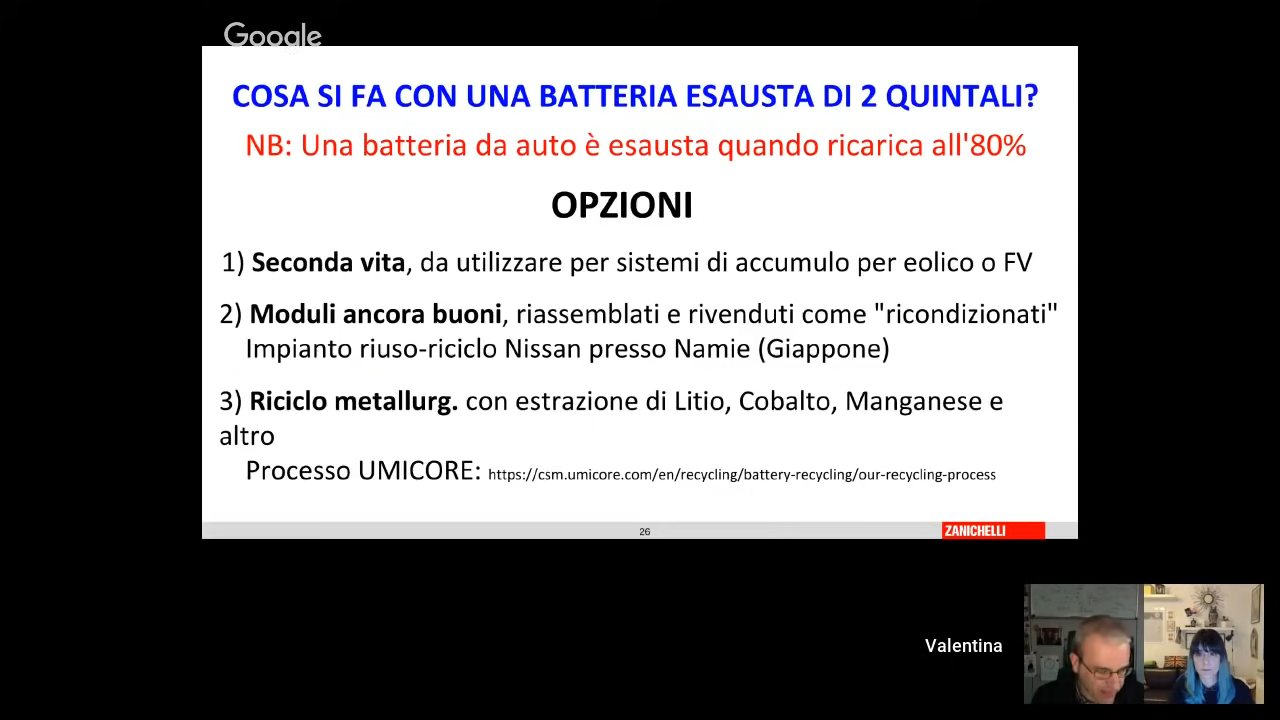 Google
COSA SI FA CON UNA BATTERIA ESAUSTA DI 2 QUINTALI?
NB: Una batteria da auto è esausta quando ricarica all'80%
OPZIONI
1) Seconda vita, da utilizzare per sistemi di accumulo per eolico o FV
2) Moduli ancora buoni, riassemblati e rivenduti come "ricondizionati"
Impianto riuso-riciclo Nissan presso Namie (Giappone)
3) Riciclo metallurg. con estrazione di Litio, Cobalto, Manganese e
altro
Processo UMICORE: https://csm.umicore.com/en/recycling/battery-recycling/our-recycling-process
26
ZANICHELLI
Valentina